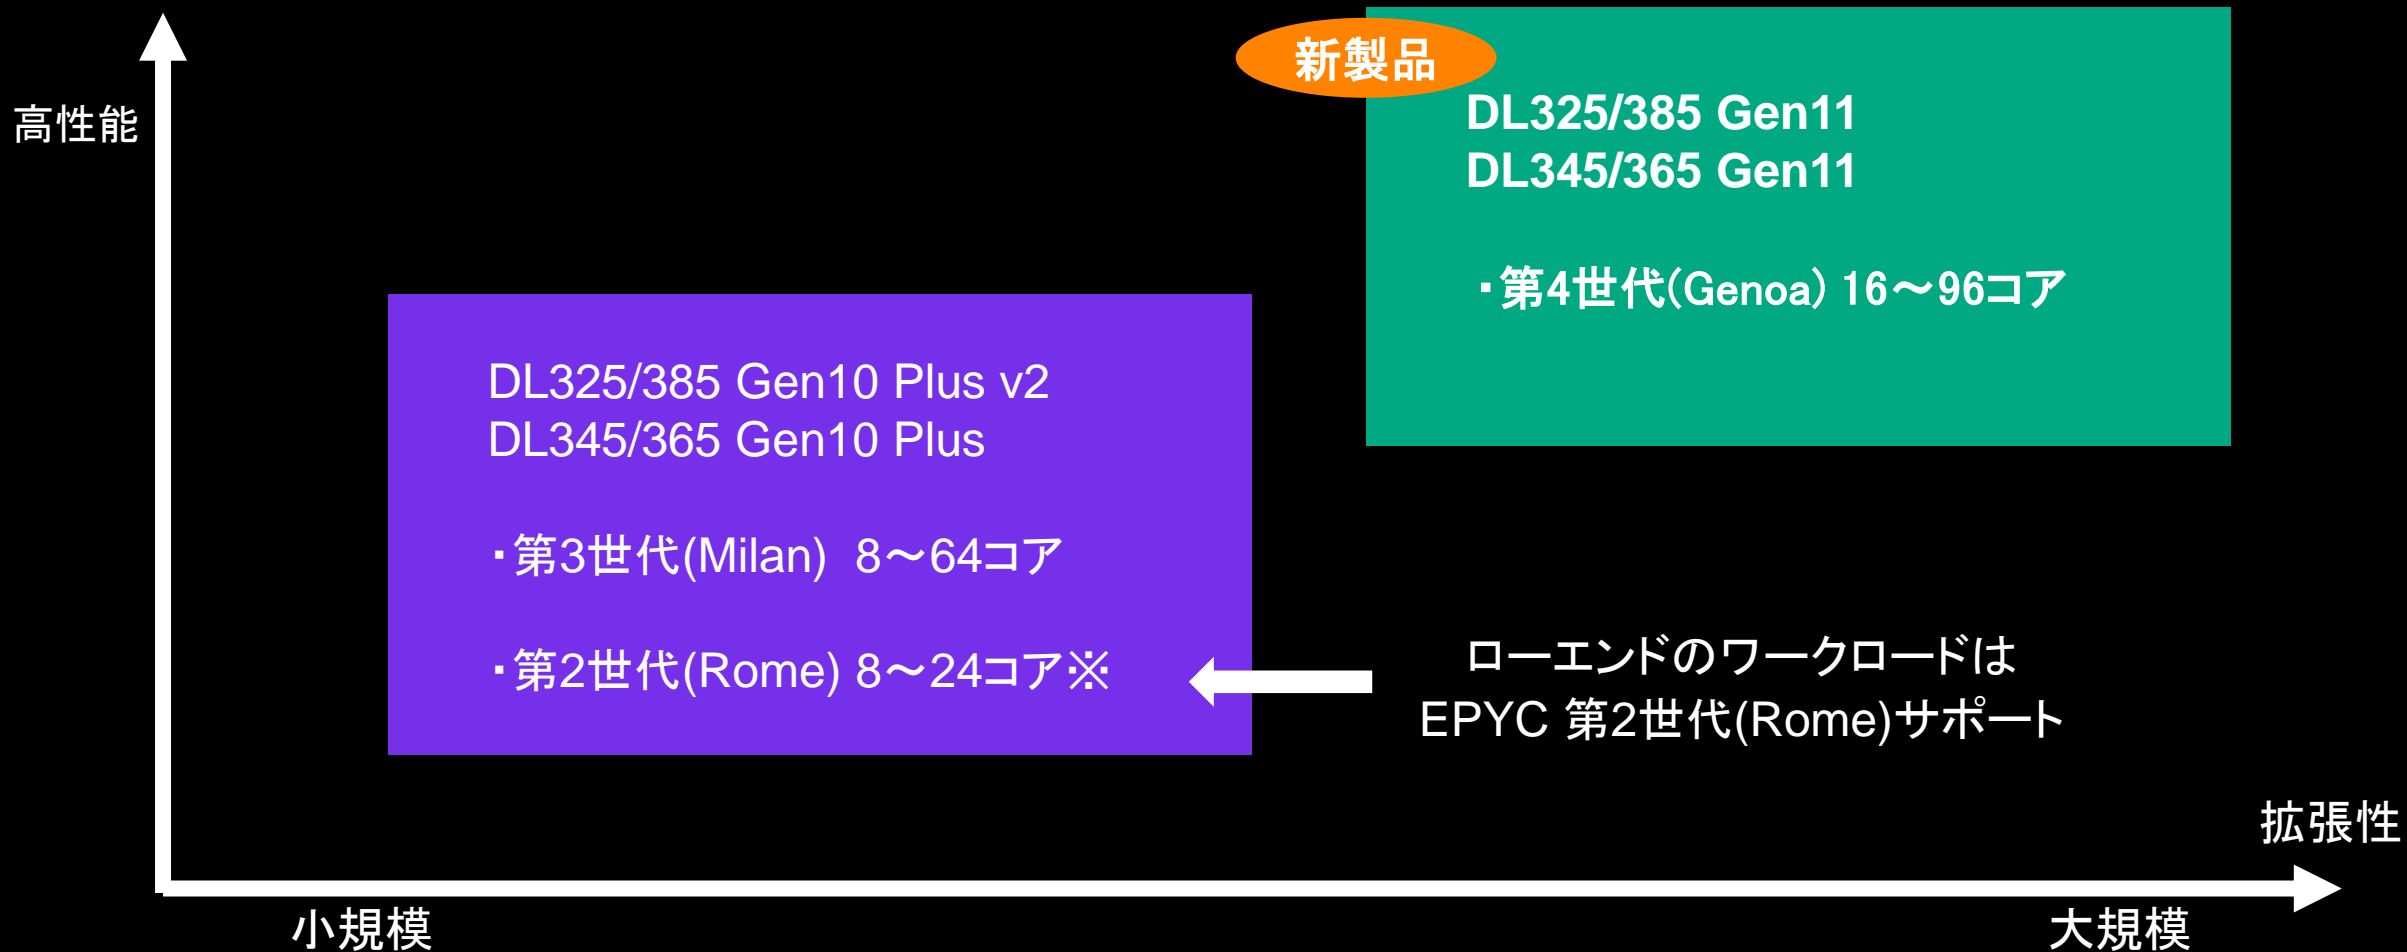 高性能
新製品
DL325/385 Gen11
DL345/365 Gen11
・第4世代(Genoa) 16～96コア
DL325/385 Gen10 Plus v2
DL345/365 Gen10 Plus
・第3世代(Milan) 8～64コア
・第2世代(Rome) 8～24コア※
ローエンドのワークロードは
EPYC 第2世代(Rome)サポート
拡張性
小規模
大規模